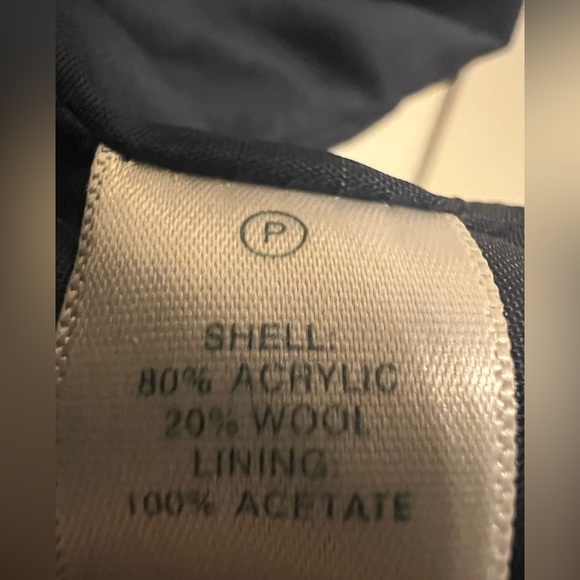 P
SHELL:
80% ACRYLIC
20% WOOL
LINING:
100% ACETATE